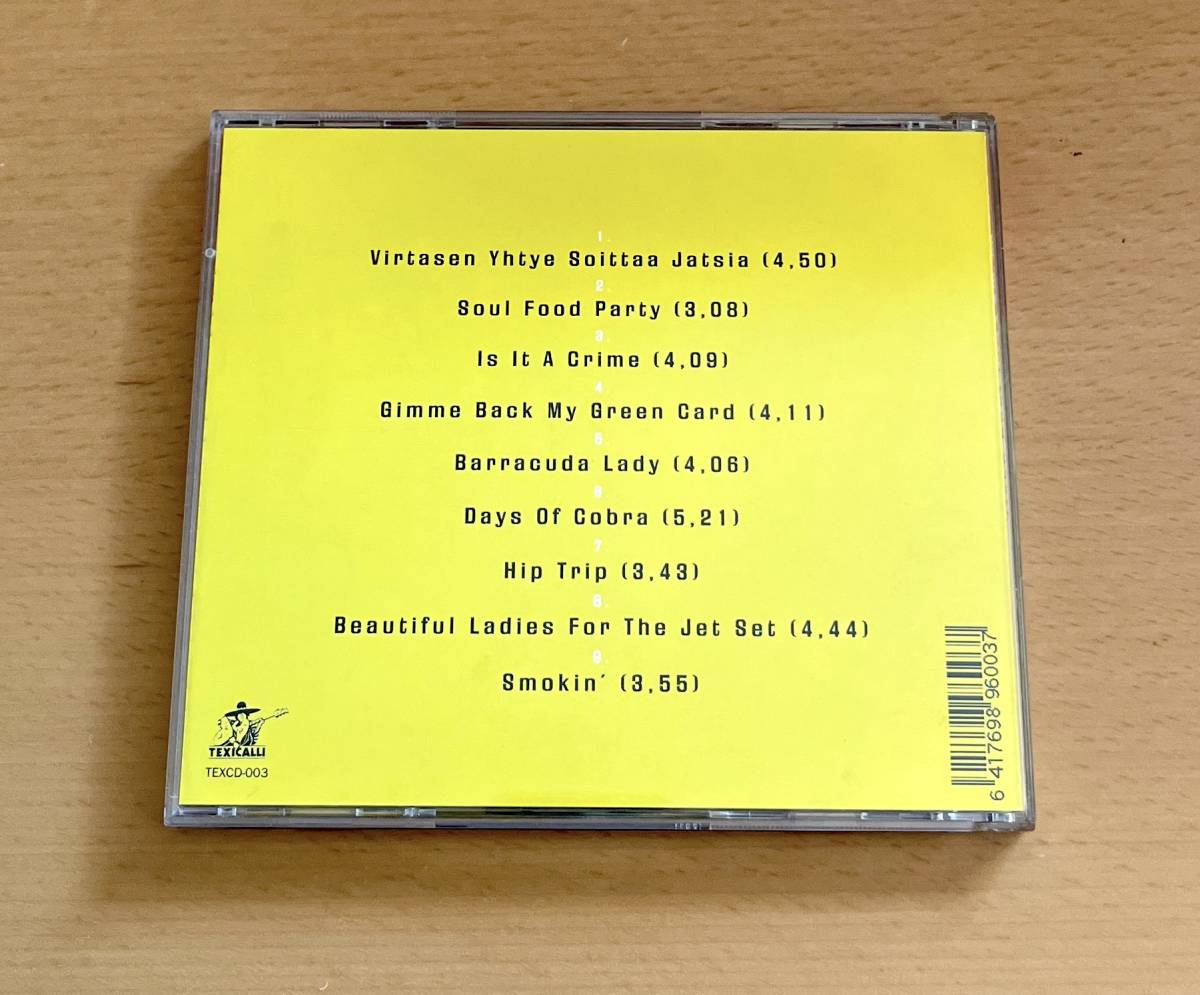 1.
Virtasen Yhtye Soittaa Jatsia (4,50)
2.
Soul Food Party (3,08)
3.
Is It A Crime (4,09)
4.
Gimme Back My Green Card (4,11)
5.
Barracuda Lady (4,06)
6.
Days Of Cobra (5,21)
7.
Hip Trip (3,43)
8.
Beautiful Ladies For The Jet Set (4,44)
9.
Smokin' (3,55)
TEXICALLI
TEXCD-003
6 417698 960037